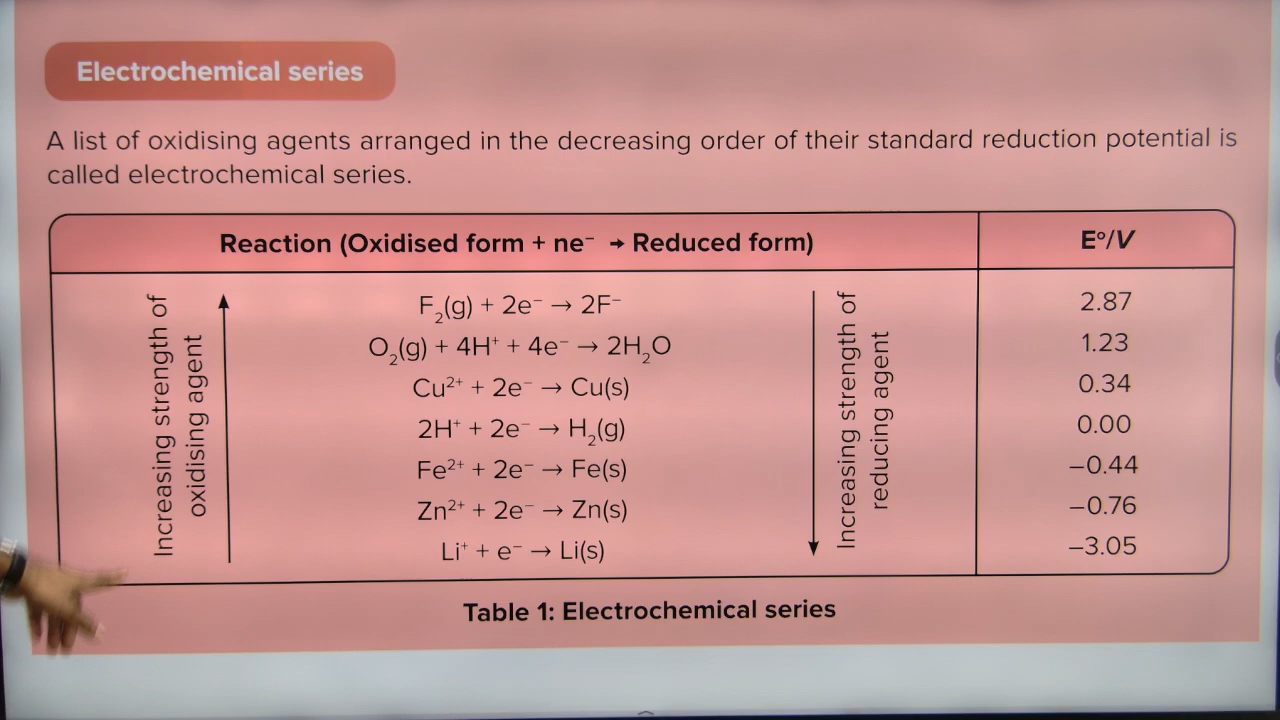 Electrochemical series
A list of oxidising agents arranged in the decreasing order of their standard reduction potential is
called electrochemical series.
Reaction (Oxidised form + ne⁻ → Reduced form)
E°/V
Increasing strength of
oxidising agent
F₂(g) + 2e⁻ → 2F⁻
O₂(g) + 4H⁺ + 4e⁻ → 2H₂O
Cu²⁺ + 2e⁻ → Cu(s)
2H⁺ + 2e⁻ → H₂(g)
Fe²⁺ + 2e⁻ → Fe(s)
Zn²⁺ + 2e⁻ → Zn(s)
Li⁺ + e⁻ → Li(s)
Increasing strength of
reducing agent
2.87
1.23
0.34
0.00
−0.44
−0.76
−3.05
Table 1: Electrochemical series